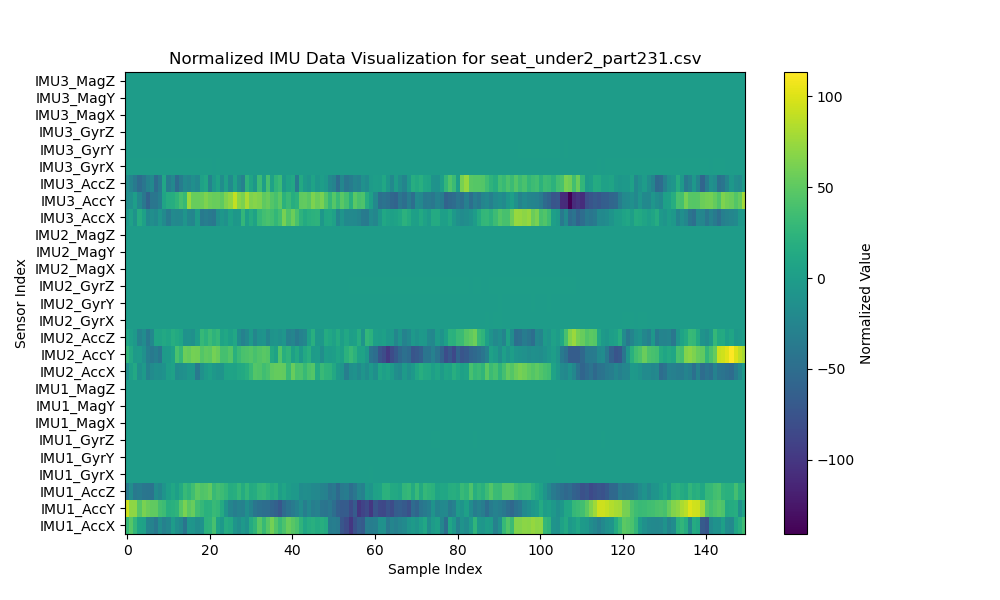 Normalized IMU Data Visualization for seat_under2_part231.csv
IMU3_MagZ
IMU3_MagY
IMU3_MagX
IMU3_GyrZ
IMU3_GyrY
IMU3_GyrX
IMU3_AccZ
IMU3_AccY
IMU3_AccX
IMU2_MagZ
IMU2_MagY
IMU2_MagX
IMU2_GyrZ
IMU2_GyrY
IMU2_GyrX
IMU2_AccZ
IMU2_AccY
IMU2_AccX
IMU1_MagZ
IMU1_MagY
IMU1_MagX
IMU1_GyrZ
IMU1_GyrY
IMU1_GyrX
IMU1_AccZ
IMU1_AccY
IMU1_AccX
Sensor Index
0 20 40 60 80 100 120 140
Sample Index
100
50
0
−50
−100
Normalized Value